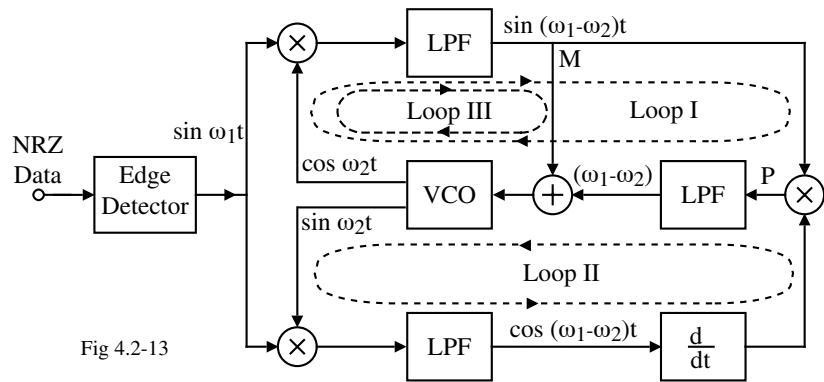 sin (ω₁-ω₂)t
LPF
M
Loop III
Loop I
sin ω₁t
NRZ
Data
Edge
Detector
cos ω₂t
VCO
(ω₁-ω₂)
LPF
P
sin ω₂t
Loop II
Fig 4.2-13
LPF
cos (ω₁-ω₂)t
d
dt